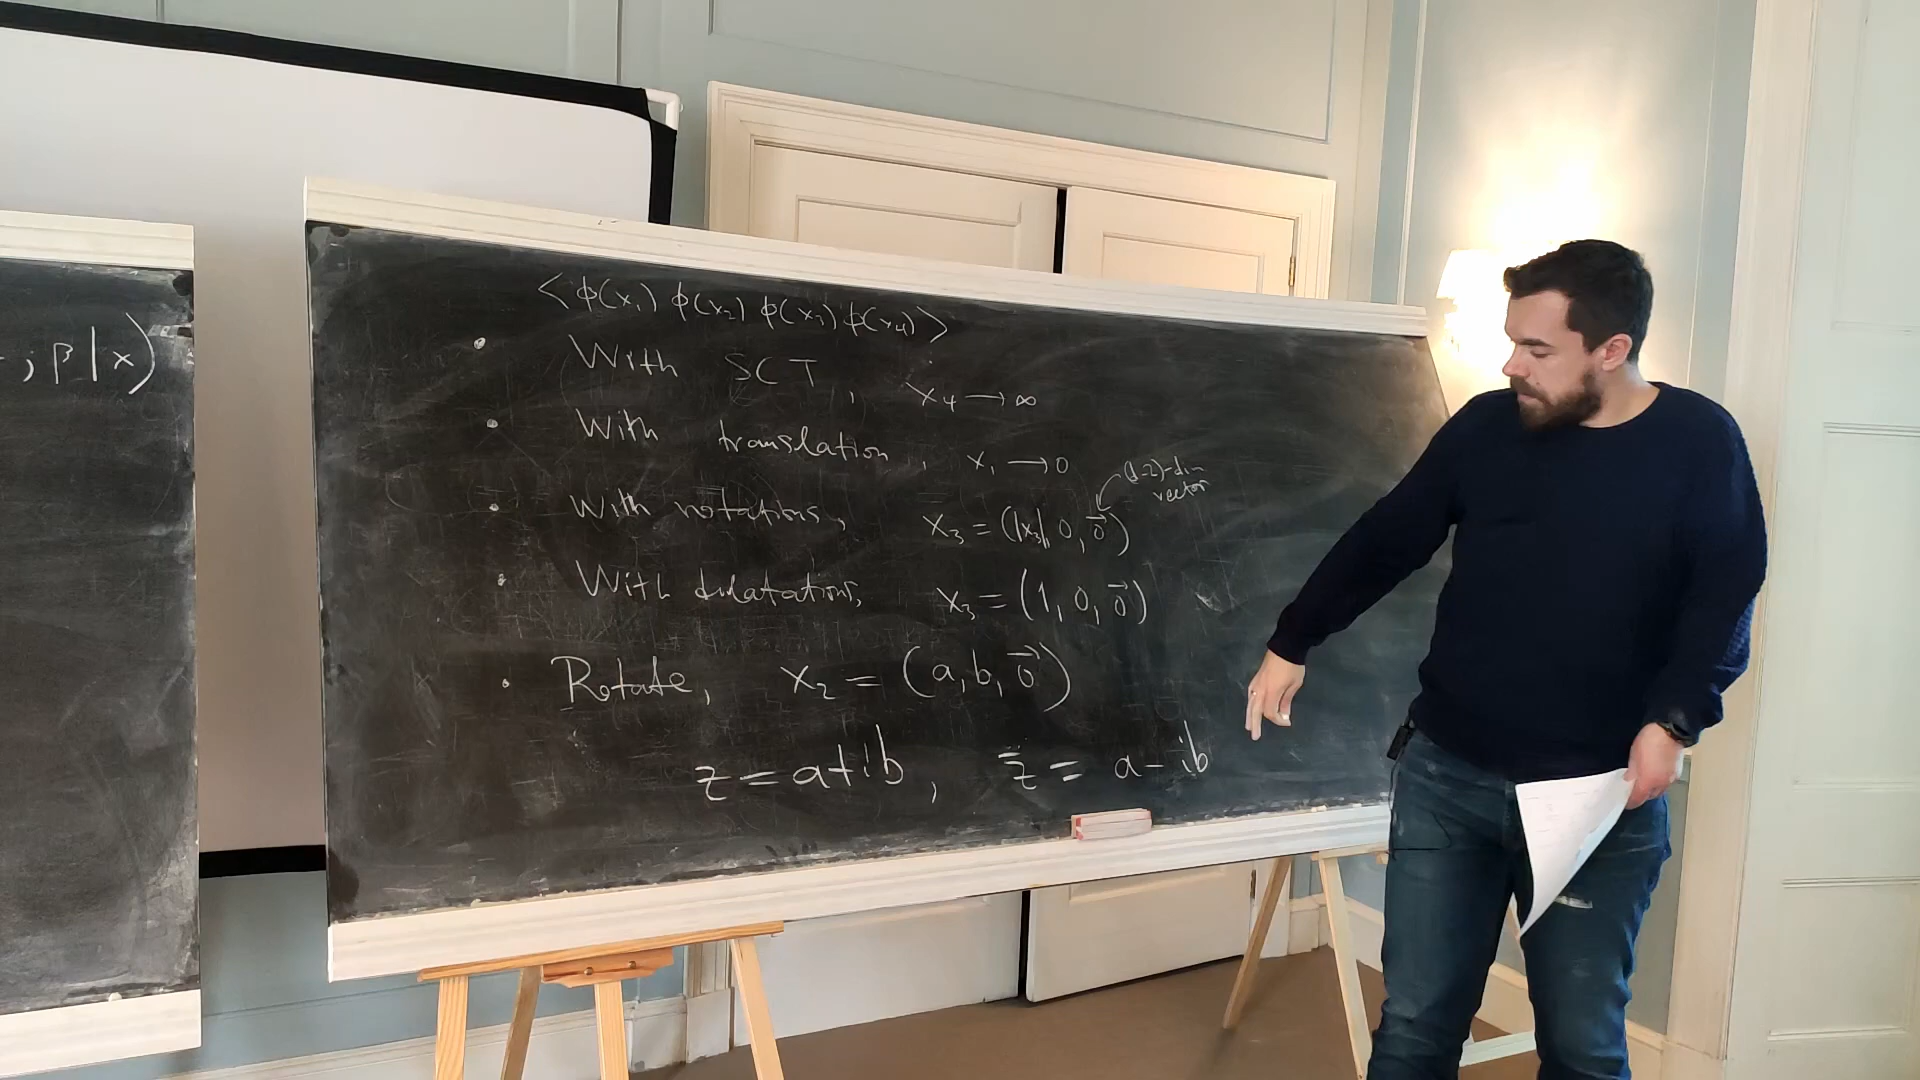 ; β | x)
<ϕ(x₁) ϕ(x₂) ϕ(x₃) ϕ(x₄)>
• With SCT, x₄ → ∞
• With translation, x₁ → 0
(d-2)-dim
vector
• With rotations, x₃ = (|x₃|, 0, 0⃗)
• With dilatations, x₃ = (1, 0, 0⃗)
• Rotate, x₂ = (a, b, 0⃗)
z = a+ib, z̄ = a-ib